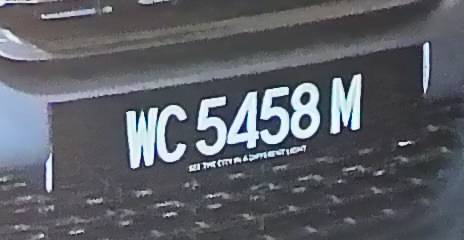 WC 5458 M
SEE THE CITY IN A DIFFERENT LIGHT